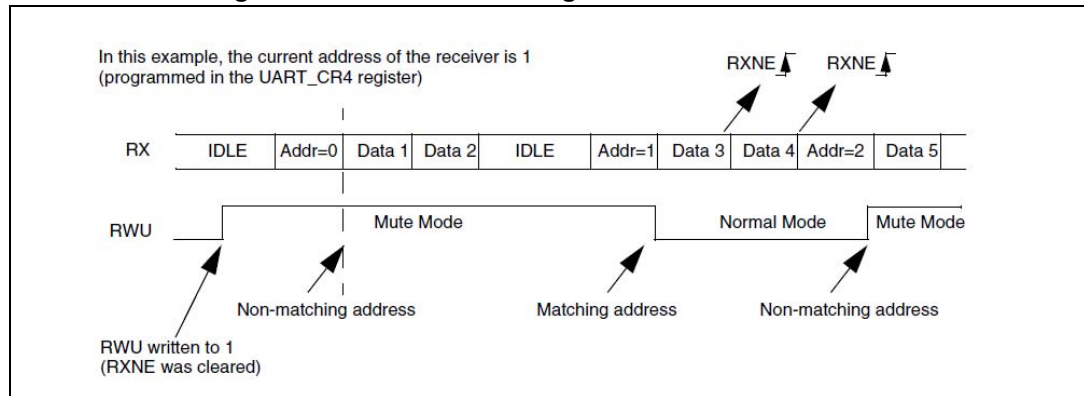 In this example, the current address of the receiver is 1
(programmed in the UART_CR4 register)
RXNE RXNE
RX IDLE Addr=0 Data 1 Data 2 IDLE Addr=1 Data 3 Data 4 Addr=2 Data 5
RWU Mute Mode Normal Mode Mute Mode
Non-matching address Matching address Non-matching address
RWU written to 1
(RXNE was cleared)